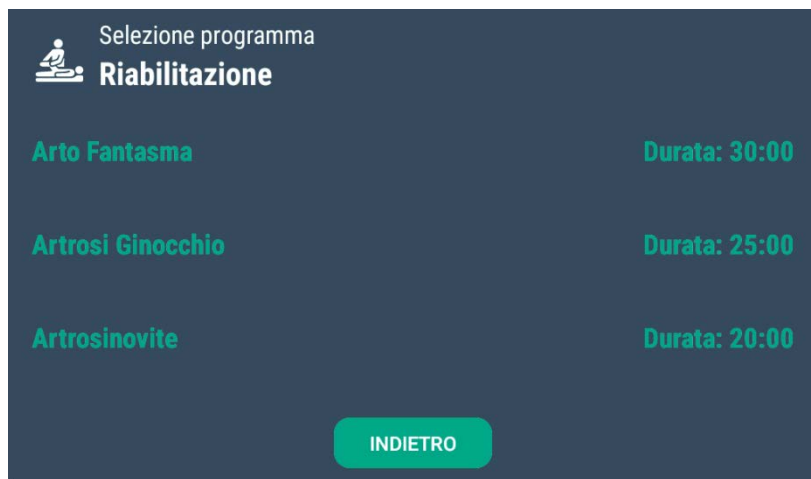 Selezione programma
Riabilitazione
Arto Fantasma Durata: 30:00
Artrosi Ginocchio Durata: 25:00
Artrosinovite Durata: 20:00
INDIETRO